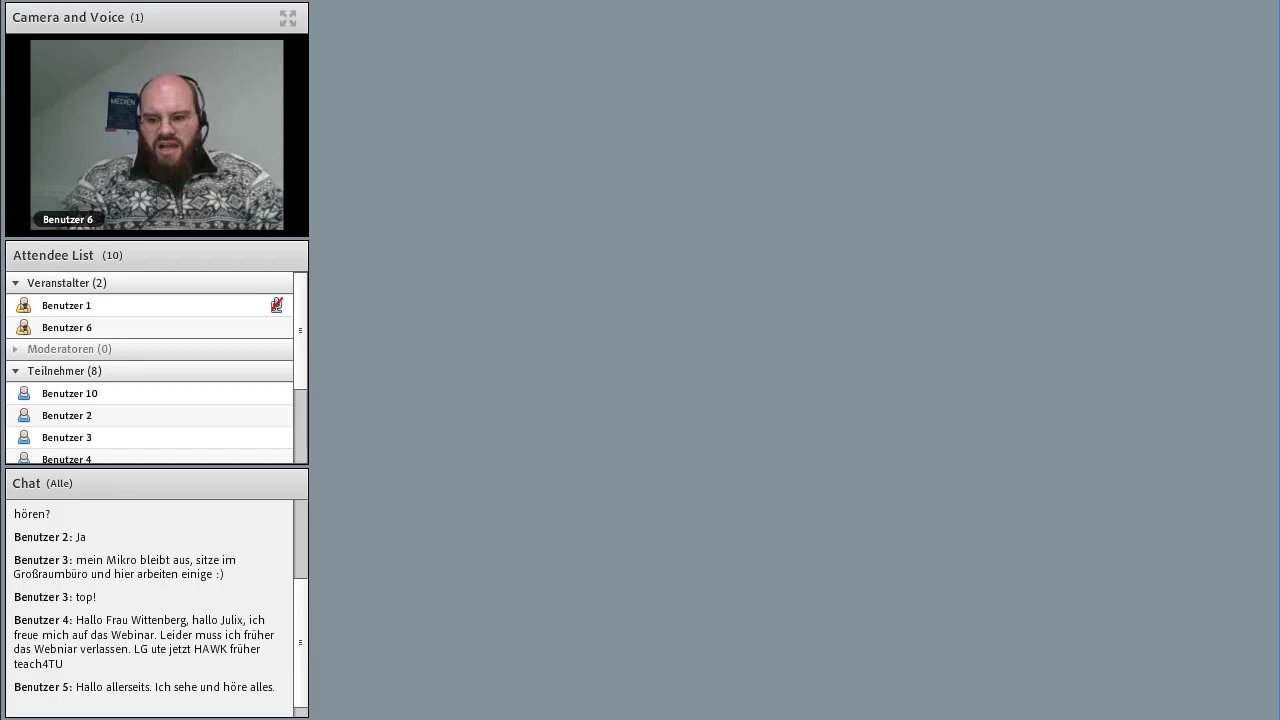 Camera and Voice (1)
MEDIEN
Benutzer 6
Attendee List (10)
Veranstalter (2)
Benutzer 1
Benutzer 6
Moderatoren (0)
Teilnehmer (8)
Benutzer 10
Benutzer 2
Benutzer 3
Benutzer 4
Chat (Alle)
hören?
Benutzer 2: Ja
Benutzer 3: mein Mikro bleibt aus, sitze im
Großraumbüro und hier arbeiten einige :)
Benutzer 3: top!
Benutzer 4: Hallo Frau Wittenberg, hallo Julix, ich
freue mich auf das Webinar. Leider muss ich früher
das Webniar verlassen. LG ute jetzt HAWK früher
teach4TU
Benutzer 5: Hallo allerseits. Ich sehe und höre alles.